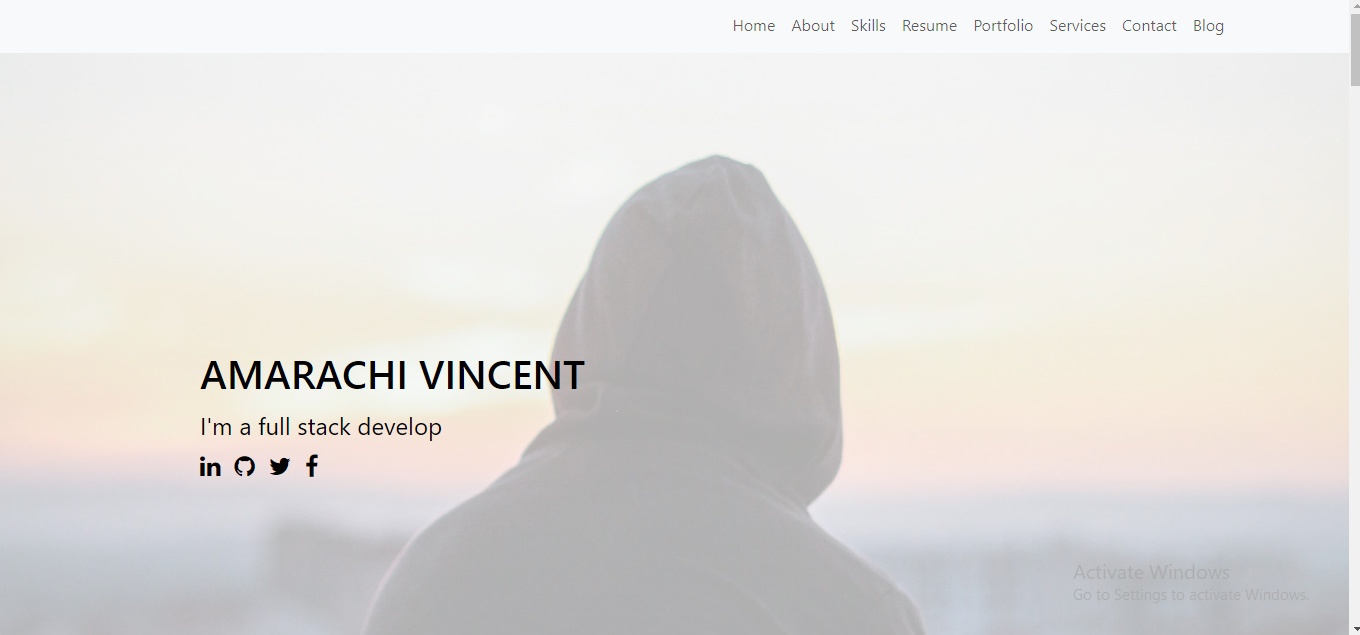 Home About Skills Resume Portfolio Services Contact Blog
AMARACHI VINCENT
I'm a full stack develop
in
Activate Windows
Go to Settings to activate Windows.